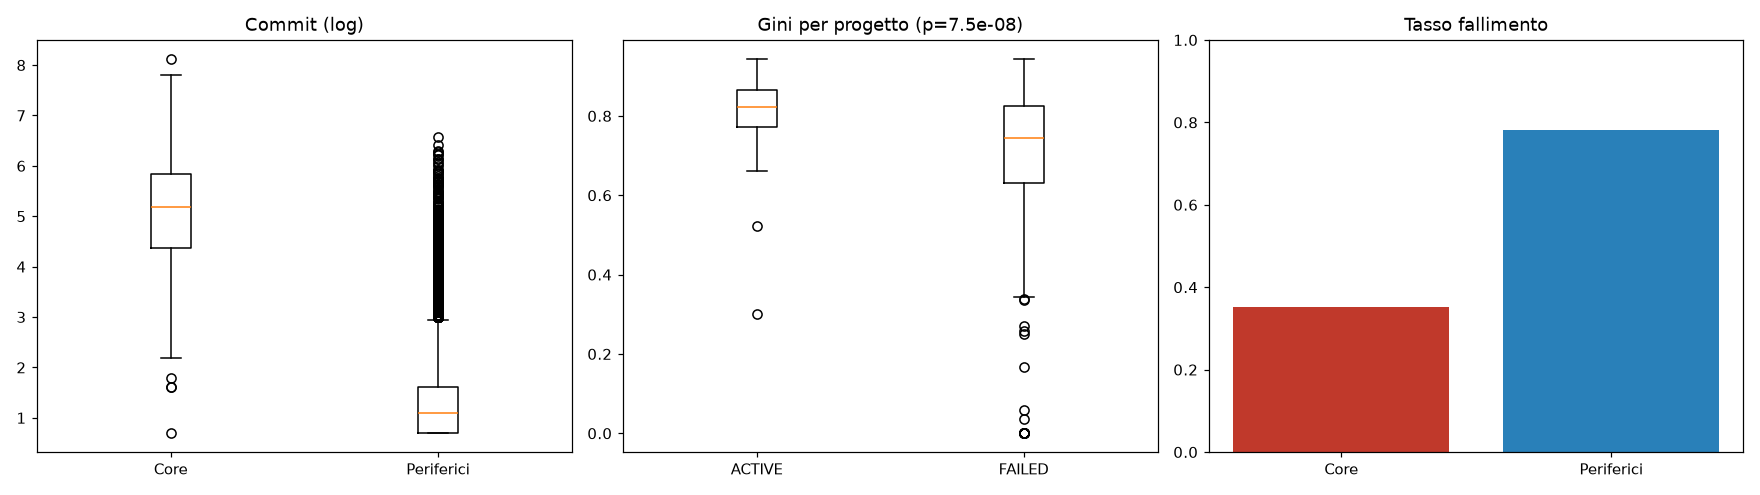 Commit (log)
8
7
6
5
4
3
2
1
Core
Periferici
Gini per progetto (p=7.5e-08)
0.8
0.6
0.4
0.2
0.0
ACTIVE
FAILED
Tasso fallimento
1.0
0.8
0.6
0.4
0.2
0.0
Core
Periferici